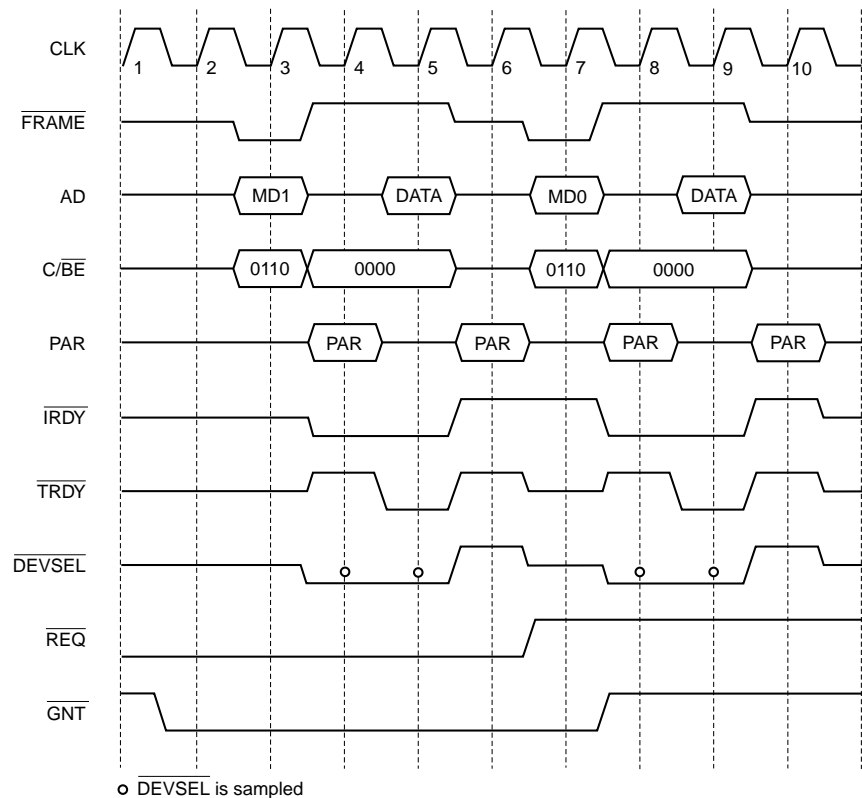 CLK
1 2 3 4 5 6 7 8 9 10
FRAME
AD MD1 DATA MD0 DATA
C/BE 0110 0000 0110 0000
PAR PAR PAR PAR PAR
IRDY
TRDY
DEVSEL
REQ
GNT
DEVSEL is sampled